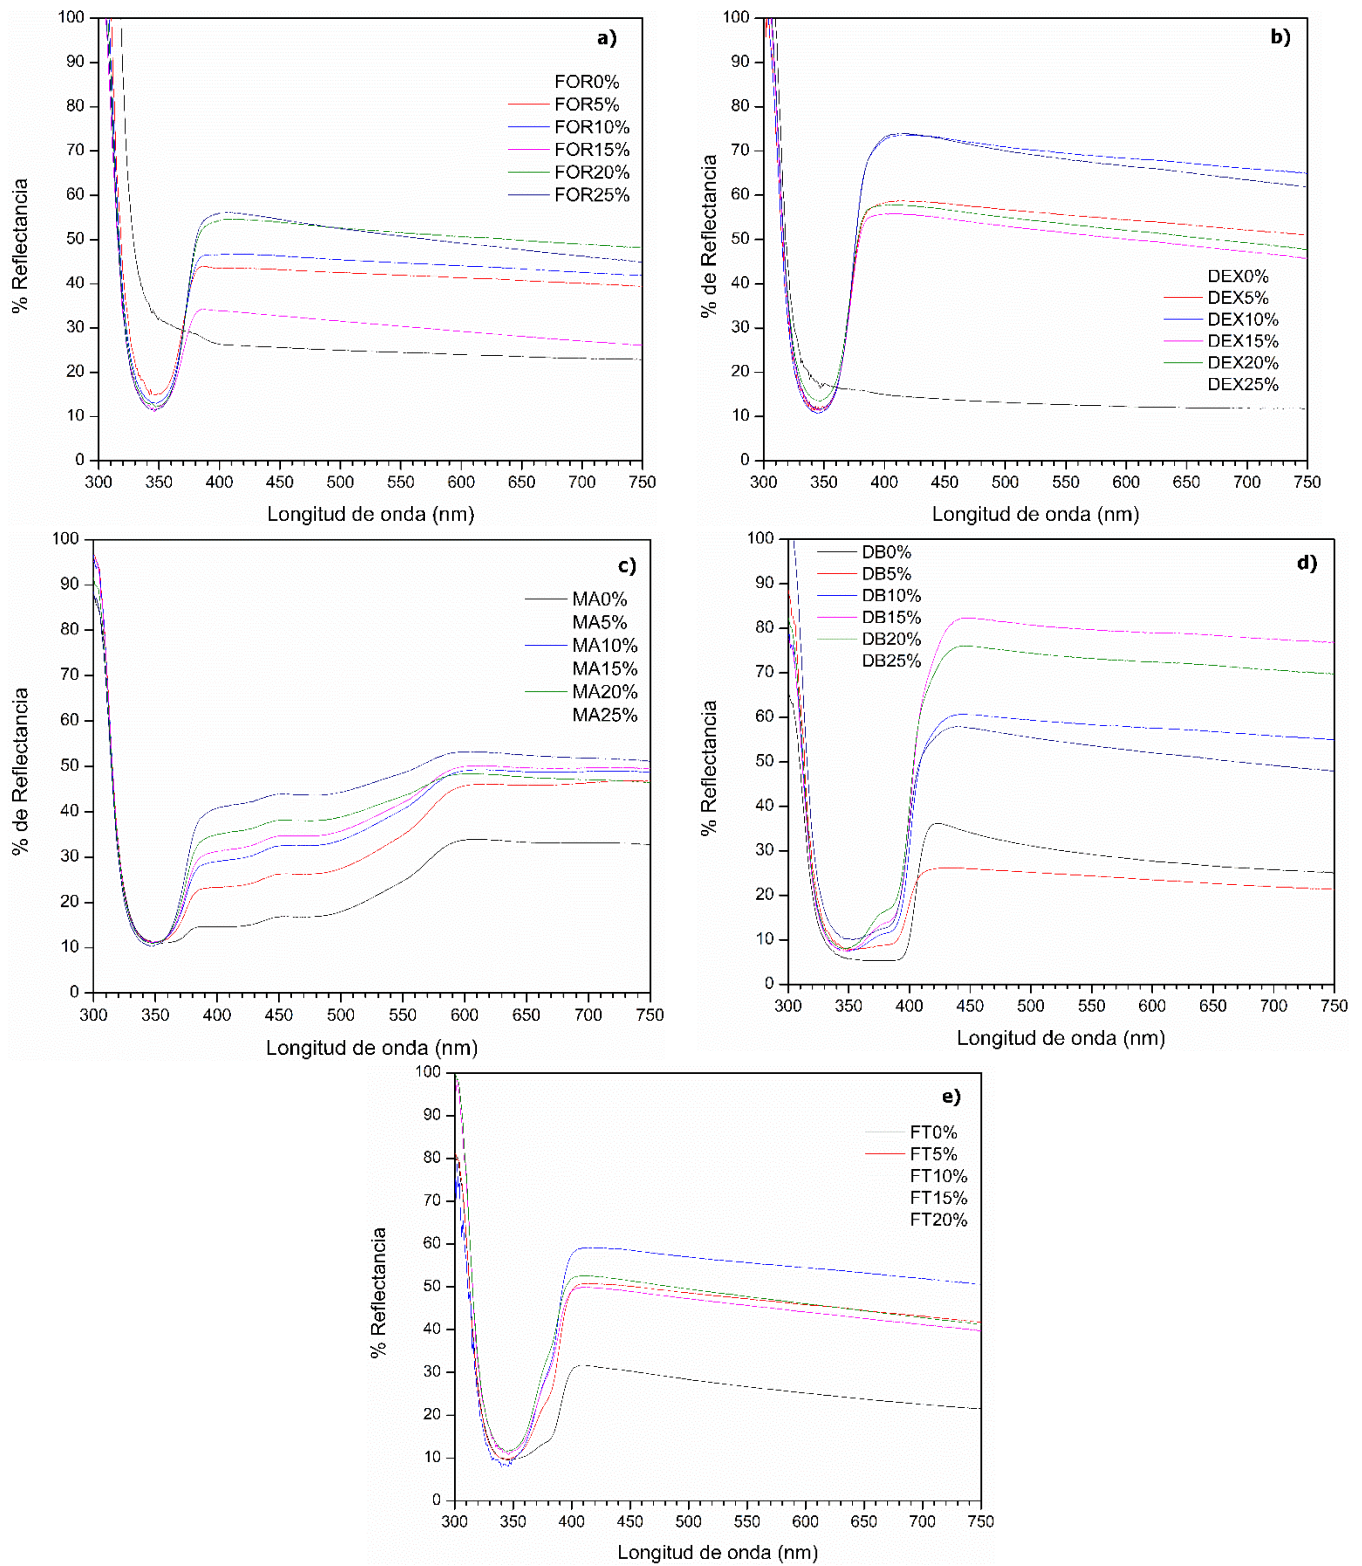 a)
FOR0%
FOR5%
FOR10%
FOR15%
FOR20%
FOR25%
% Reflectancia
100
90
80
70
60
50
40
30
20
10
0
300 350 400 450 500 550 600 650 700 750
Longitud de onda (nm)
b)
DEX0%
DEX5%
DEX10%
DEX15%
DEX20%
DEX25%
% de Reflectancia
100
90
80
70
60
50
40
30
20
10
0
300 350 400 450 500 550 600 650 700 750
Longitud de onda (nm)
c)
MA0%
MA5%
MA10%
MA15%
MA20%
MA25%
% de Reflectancia
100
90
80
70
60
50
40
30
20
10
0
300 350 400 450 500 550 600 650 700 750
Longitud de onda (nm)
d)
DB0%
DB5%
DB10%
DB15%
DB20%
DB25%
% Reflectancia
100
90
80
70
60
50
40
30
20
10
0
300 350 400 450 500 550 600 650 700 750
Longitud de onda (nm)
e)
FT0%
FT5%
FT10%
FT15%
FT20%
% Reflectancia
100
90
80
70
60
50
40
30
20
10
0
300 350 400 450 500 550 600 650 700 750
Longitud de onda (nm)